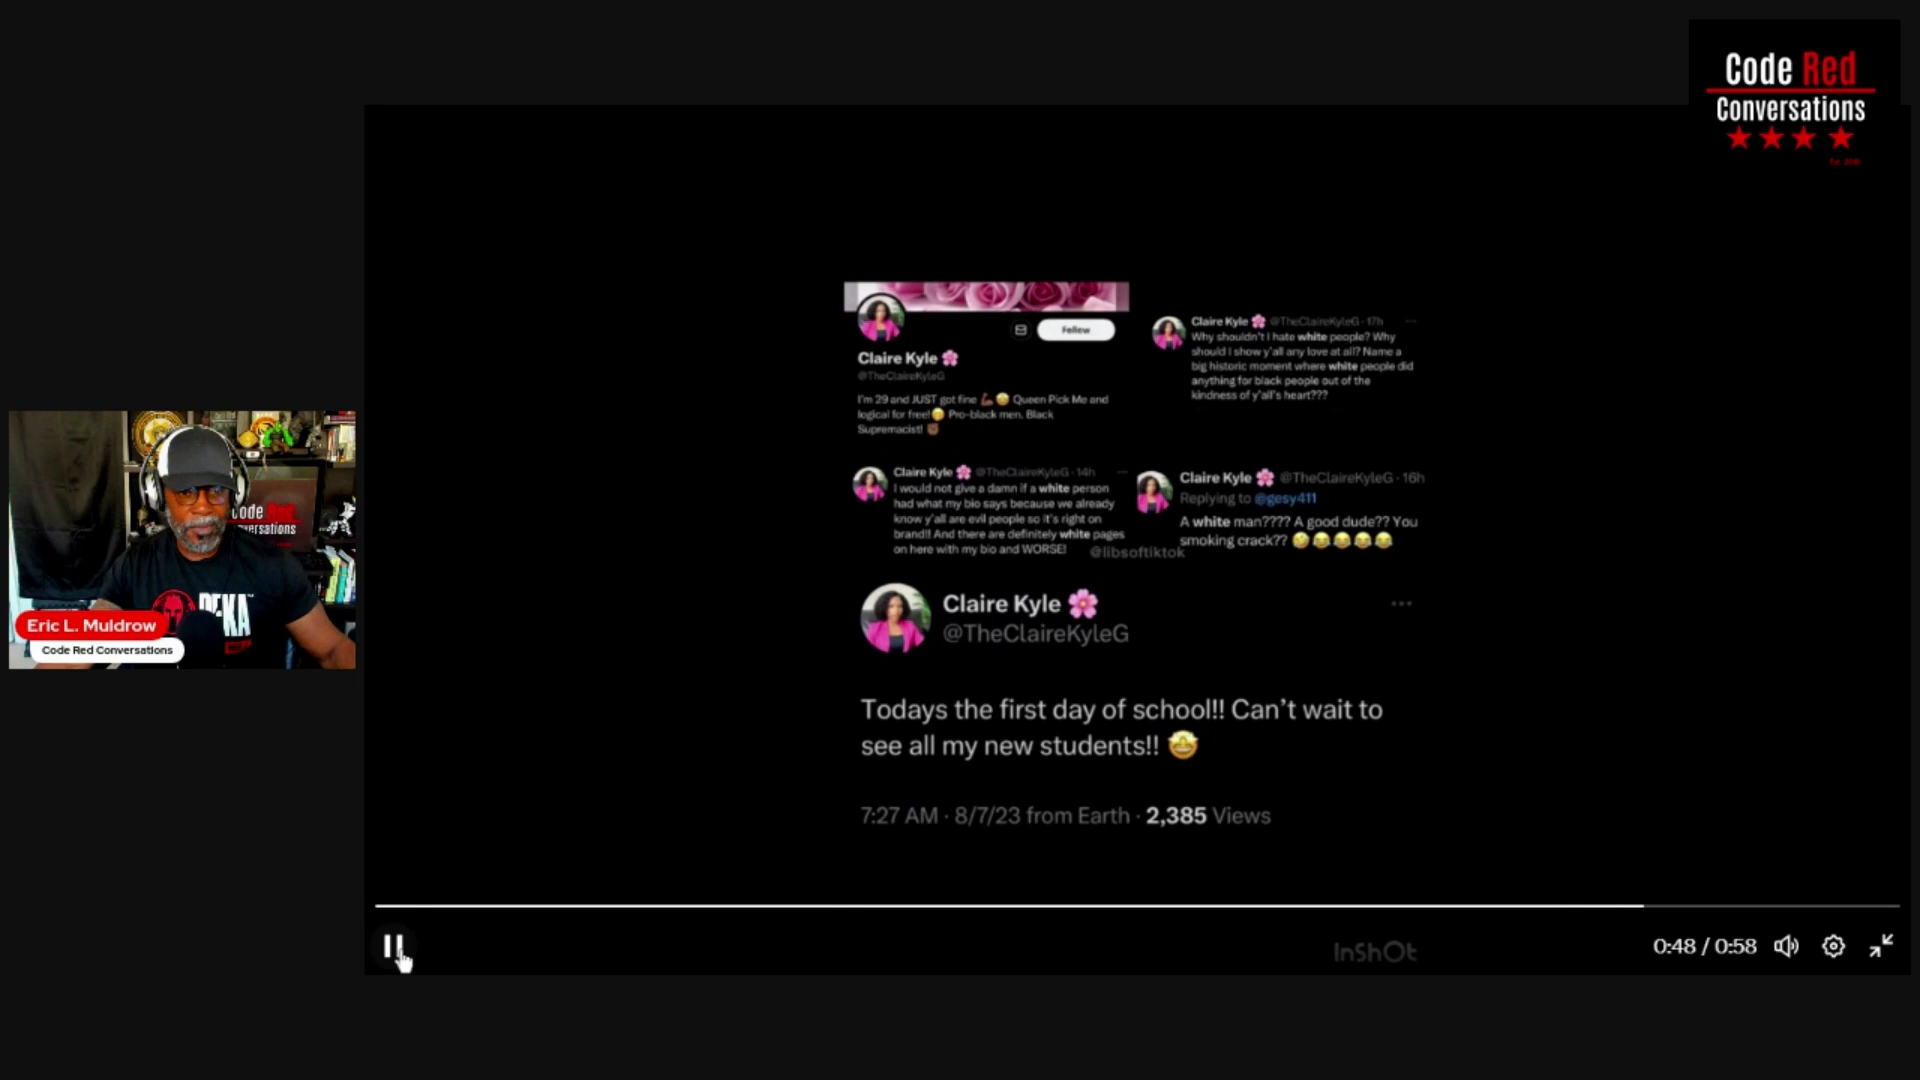 Code Red
Conversations
Follow
Claire Kyle
@TheClaireKyleG
I'm 29 and JUST got fine 💪🏾 🤩 Queen Pick Me and
logical for free! Pro-black men. Black
Supremacist!
Claire Kyle 🌸 @TheClaireKyleG · 17h
Why shouldn't I hate white people? Why
should I show y'all any love at all? Name a
big historic moment where white people did
anything for black people out of the
kindness of y'all's heart???
Claire Kyle 🌸 @TheClaireKyleG · 14h
I would not give a damn if a white person
had what my bio says because we already
know y'all are evil people so it's right on
brand!! And there are definitely white pages
on here with my bio and WORSE!
Claire Kyle 🌸 @TheClaireKyleG · 16h
Replying to @gesy411
A white man???? A good dude?? You
smoking crack?? 🤣😂😂😂😂
@libsoftiktok
Claire Kyle 🌸
@TheClaireKyleG
Todays the first day of school!! Can't wait to
see all my new students!! 🤩
7:27 AM · 8/7/23 from Earth · 2,385 Views
Code Red
Conversations
DEKA
Eric L. Muldrow
Code Red Conversations
InShOt
0:48 / 0:58